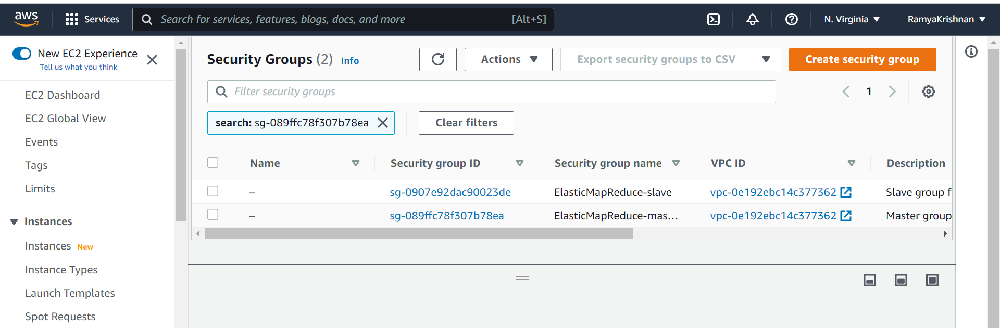 aws
Services
Search for services, features, blogs, docs, and more [Alt+S]
N. Virginia
RamyaKrishnan
New EC2 Experience
Tell us what you think
EC2 Dashboard
EC2 Global View
Events
Tags
Limits
Instances
Instances New
Instance Types
Launch Templates
Spot Requests
Security Groups (2) Info
Actions
Export security groups to CSV
Create security group
Filter security groups
1
search: sg-089ffc78f307b78ea
Clear filters
Name Security group ID Security group name VPC ID Description
– sg-0907e92dac90023de ElasticMapReduce-slave vpc-0e192ebc14c377362 Slave group f
– sg-089ffc78f307b78ea ElasticMapReduce-mas... vpc-0e192ebc14c377362 Master group